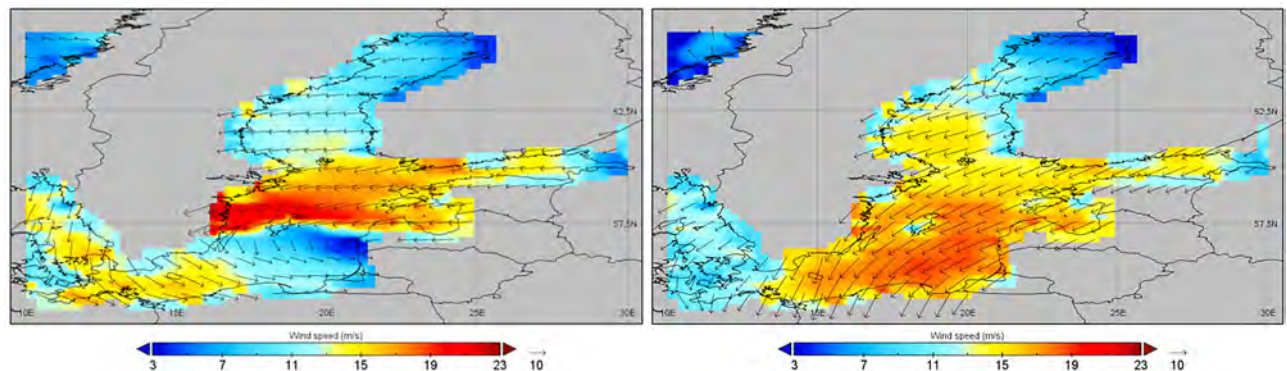 62,5N
57,5N
10E 15E 20E 25E 30E
Wind speed (m/s)
3 7 11 15 19 23 10
62,5N
57,5N
10E 15E 20E 25E 30E
Wind speed (m/s)
3 7 11 15 19 23 10